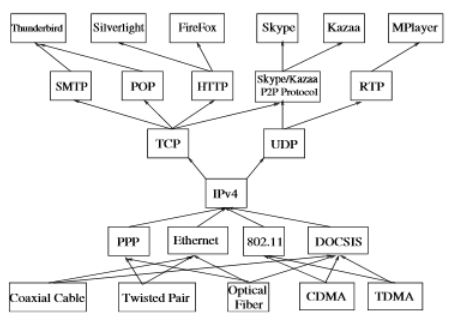 Thunderbird Silverlight FireFox Skype Kazaa MPlayer
SMTP POP HTTP Skype/Kazaa P2P Protocol RTP
TCP UDP
IPv4
PPP Ethernet 802.11 DOCSIS
Coaxial Cable Twisted Pair Optical Fiber CDMA TDMA